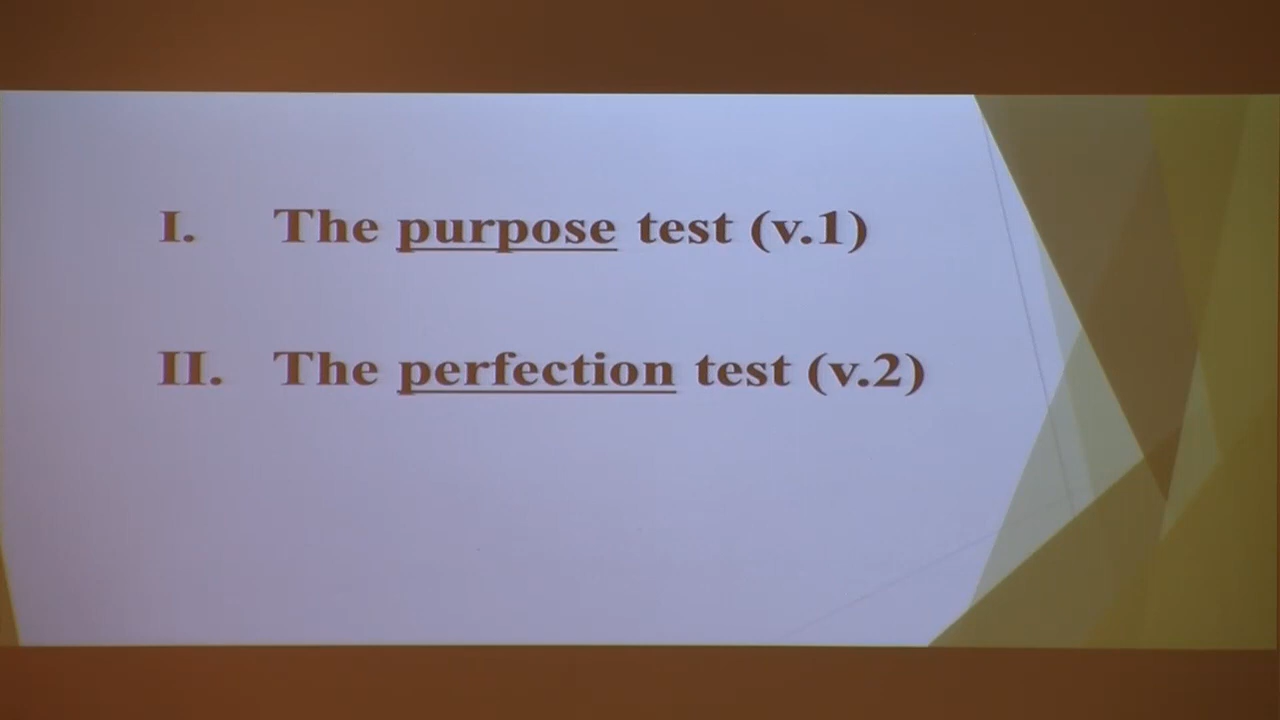 I. The purpose test (v.1)
II. The perfection test (v.2)